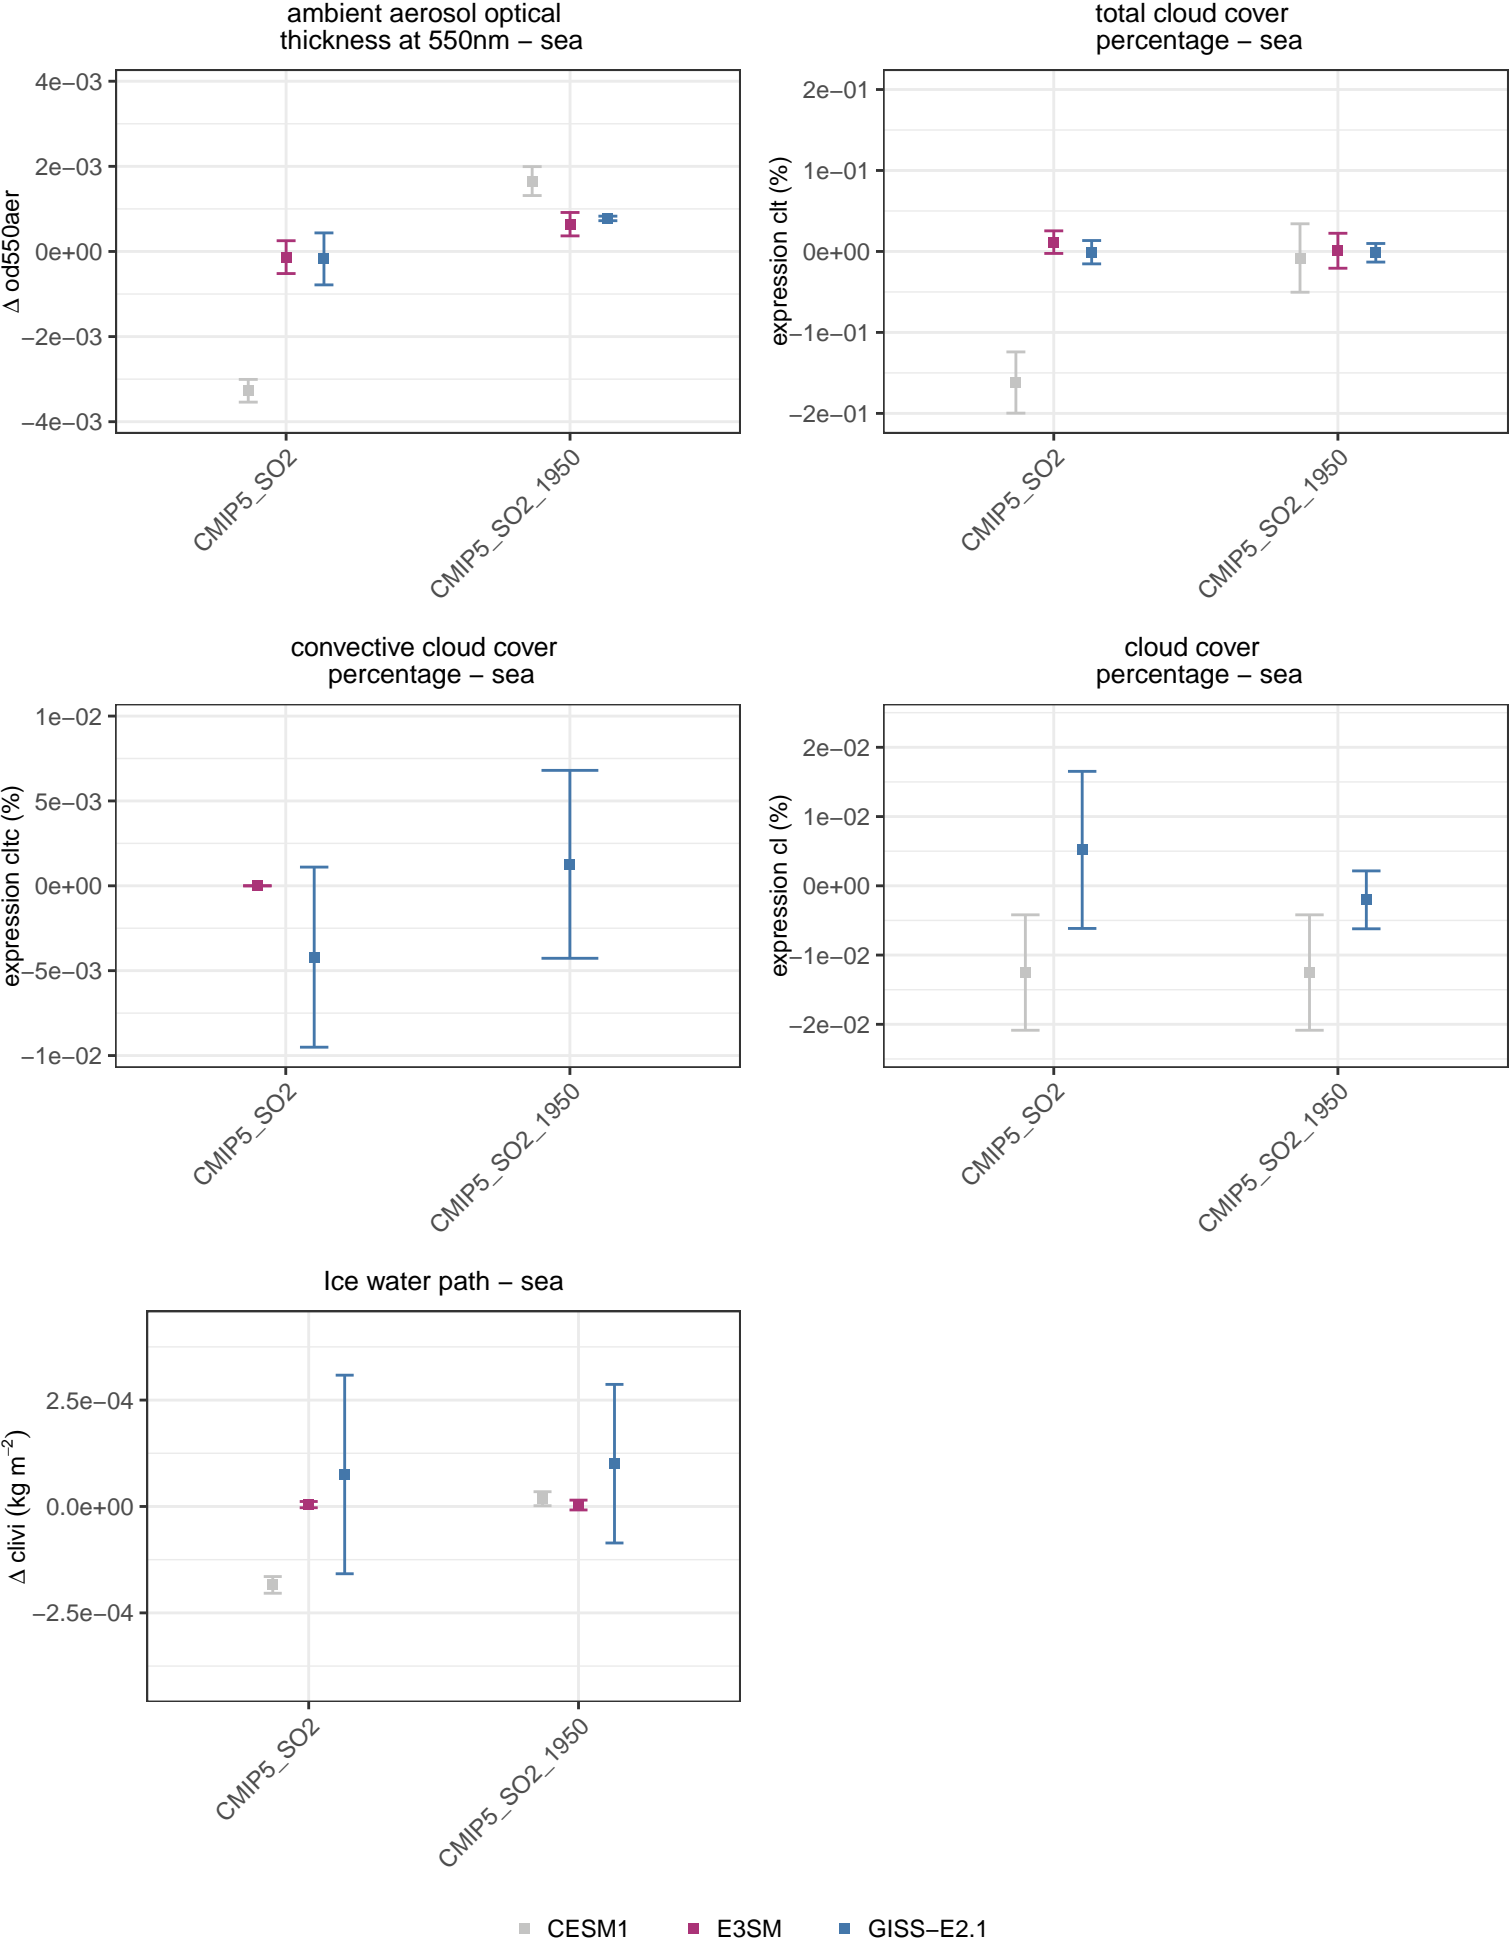 ambient aerosol optical
thickness at 550nm − sea
4e−03
2e−03
0e+00
−2e−03
−4e−03
Δ od550aer
CMIP5_SO2
CMIP5_SO2_1950
total cloud cover
percentage − sea
2e−01
1e−01
0e+00
−1e−01
−2e−01
expression clt (%)
CMIP5_SO2
CMIP5_SO2_1950
convective cloud cover
percentage − sea
1e−02
5e−03
0e+00
−5e−03
−1e−02
expression cltc (%)
CMIP5_SO2
CMIP5_SO2_1950
cloud cover
percentage − sea
2e−02
1e−02
0e+00
−1e−02
−2e−02
expression cl (%)
CMIP5_SO2
CMIP5_SO2_1950
Ice water path − sea
2.5e−04
0.0e+00
−2.5e−04
Δ clivi (kg m⁻²)
CMIP5_SO2
CMIP5_SO2_1950
CESM1 E3SM GISS−E2.1